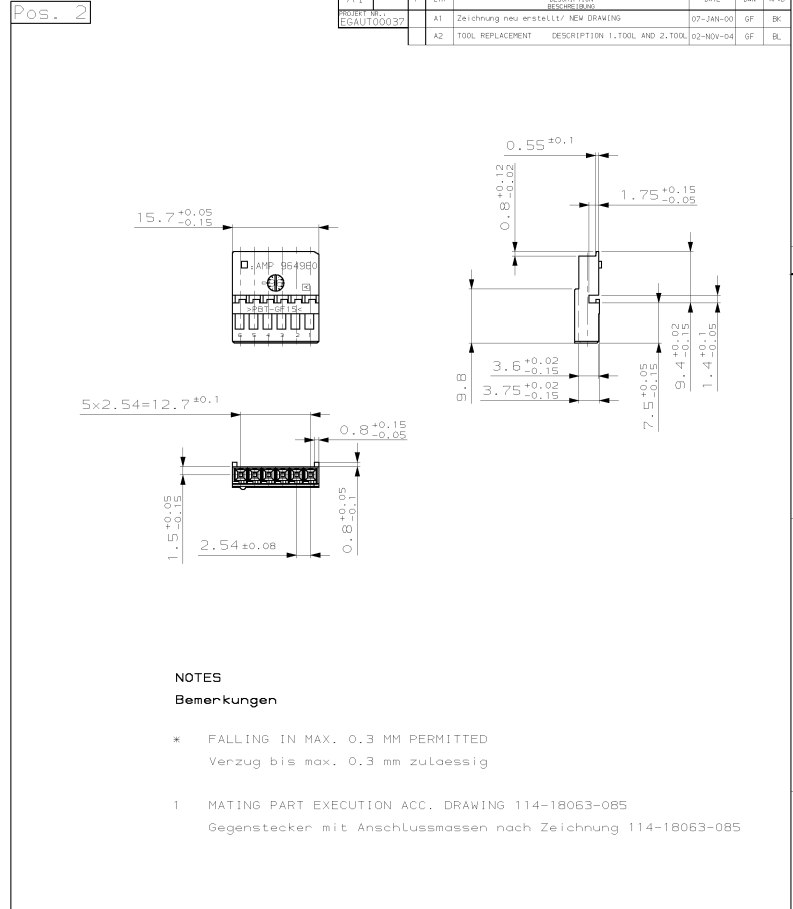 Pos. 2
PROJEKT NR.:
EGAUT00037
BESCHREIBUNG
A1 Zeichnung neu erstellt/ NEW DRAWING 07-JAN-00 GF BK
A2 TOOL REPLACEMENT DESCRIPTION 1.TOOL AND 2.TOOL 02-NOV-04 GF BL
0.55 ±0.1
0.8 +0.12 -0.02
1.75 +0.15 -0.05
15.7 +0.05 -0.15
AMP
>PBT-GF15<
6 5 4 3 2 1
9.8
3.6 +0.02 -0.15
3.75 +0.02 -0.15
7.5 +0.05 -0.15
9.4 +0.02 -0.15
1.4 +0.1 -0.05
5x2.54=12.7 ±0.1
0.8 +0.15 -0.05
1.5 +0.05 -0.15
2.54 ±0.08
0.8 +0.05 -0.1
NOTES
Bemerkungen
* FALLING IN MAX. 0.3 MM PERMITTED
Verzug bis max. 0.3 mm zulaessig
1 MATING PART EXECUTION ACC. DRAWING 114-18063-085
Gegenstecker mit Anschlussmassen nach Zeichnung 114-18063-085